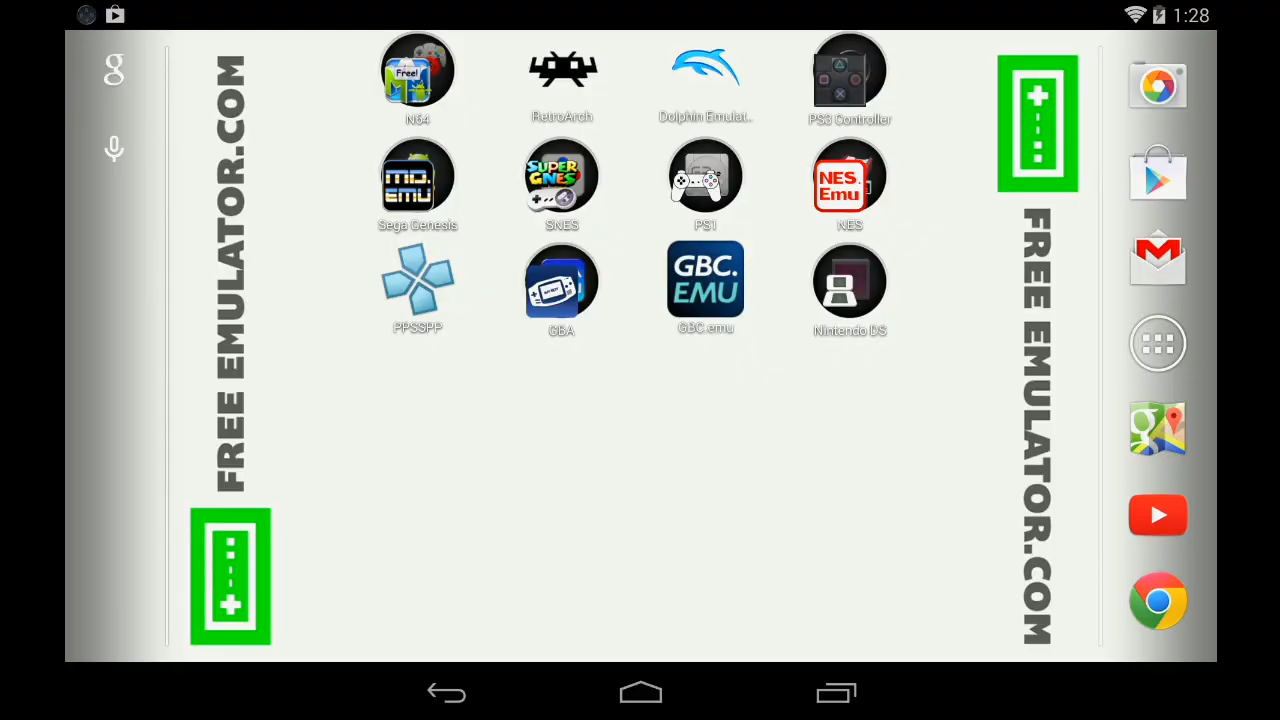 1:28
g
FREE EMULATOR.COM
Free!
N64
RetroArch
Dolphin Emulat..
PS3 Controller
MD.
EMU
Sega Genesis
SUPER
GNES
SNES
PS1
NES.
Emu
NES
PPSSPP
GBA
GBC.
EMU
GBC.emu
Nintendo DS
FREE EMULATOR.COM